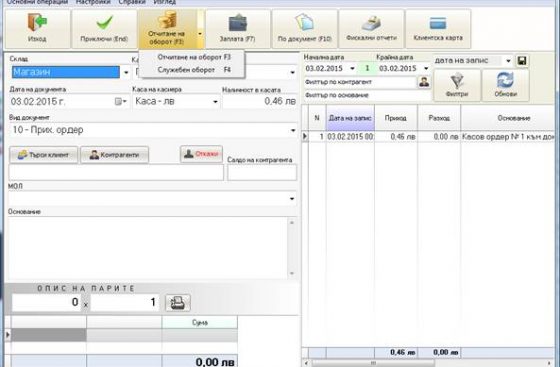 Основни операции Настройки Справки Изглед
Изход
Приключи (End)
Отчитане на оборот (F3)
Заплата (F7)
По документ (F10)
Фискални отчети
Клиентска карта
Отчитане на оборот F3
Служебен оборот F4
Склад
Магазин
Дата на документа
Каса на касиера
Наличност в касата
03.02.2015 г.
Каса - лв
0,46 лв
Вид документ
10 - Прих. ордер
Търси клиент
Контрагенти
Откажи
Салдо на контрагента
МОЛ
Основание
ОПИС НА ПАРИТЕ
0 x 1
Сума
0,00 лв
Начална дата
Крайна дата
дата на запис
03.02.2015
1
03.02.2015
Филтър по контрагент
Филтър по основание
Филтри
Обнови
N Дата на запис Приход Разход Основание
1 03.02.2015 00: 0,46 лв 0,00 лв Касов ордер № 1 към док
0,46 лв 0,00 лв